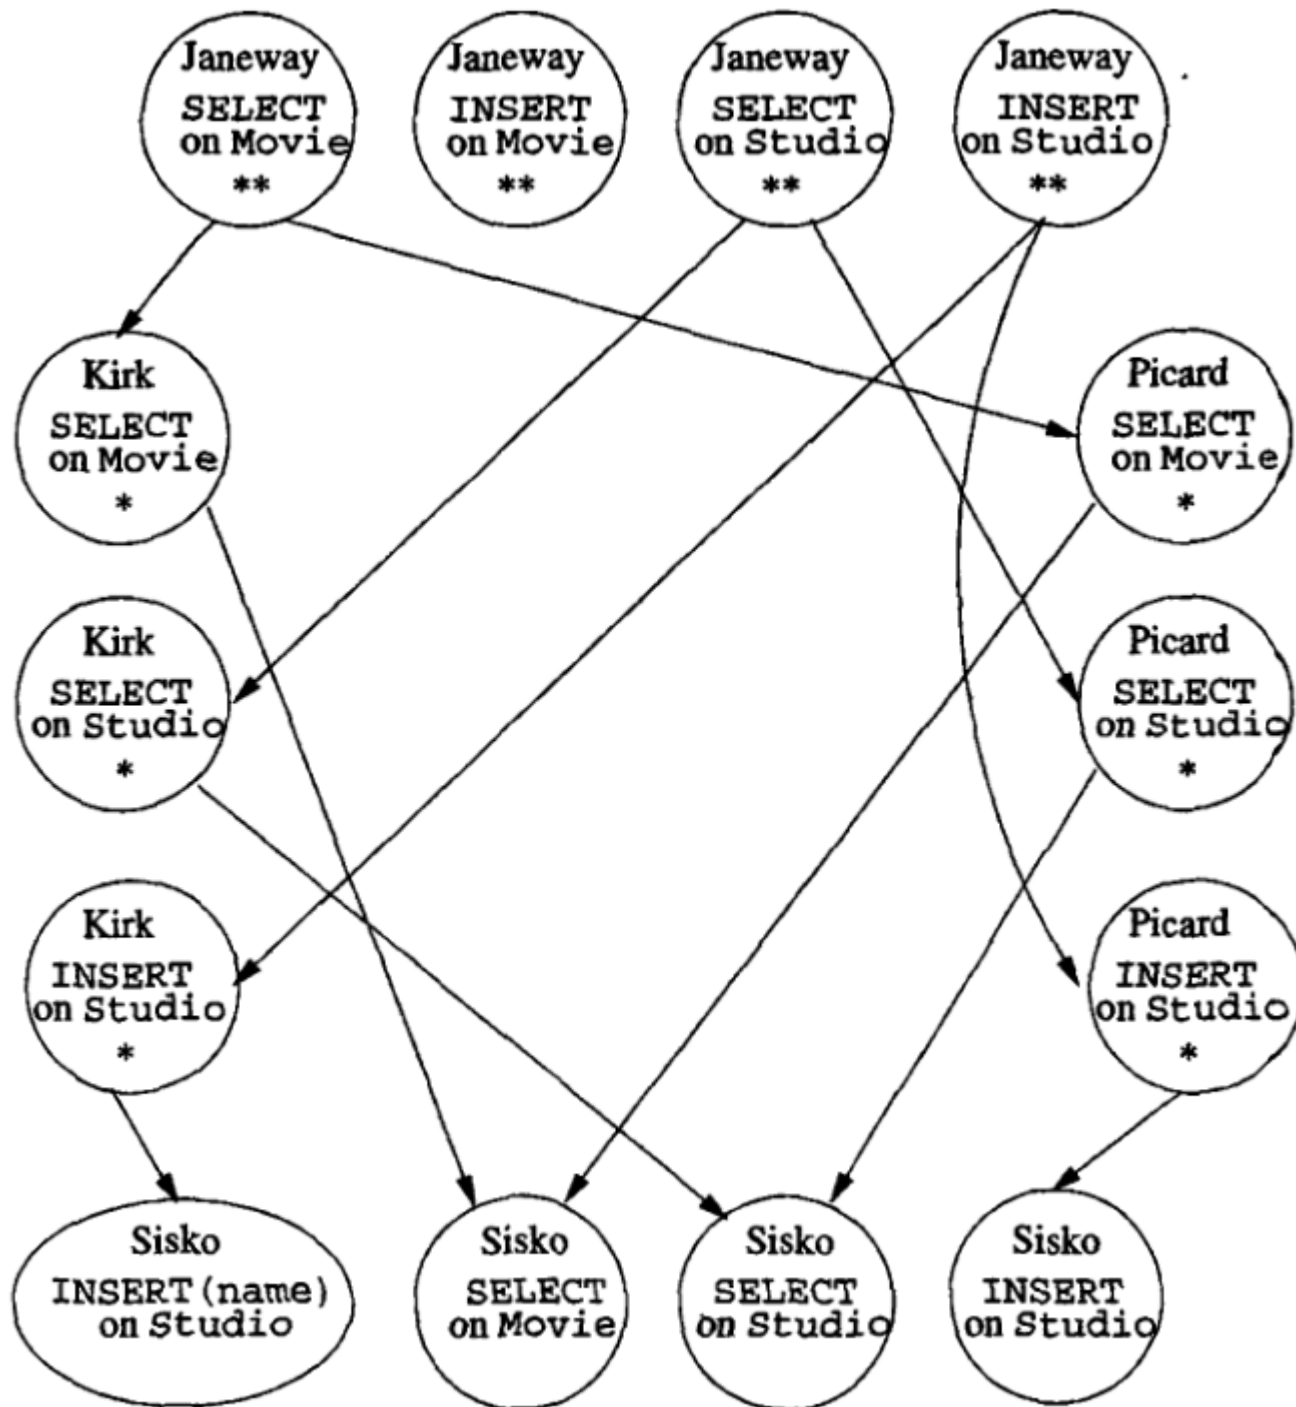 Janeway
SELECT
on Movie
**
Janeway
INSERT
on Movie
**
Janeway
SELECT
on Studio
**
Janeway
INSERT
on Studio
**
Kirk
SELECT
on Movie
*
Picard
SELECT
on Movie
*
Kirk
SELECT
on Studio
*
Picard
SELECT
on Studio
*
Kirk
INSERT
on Studio
*
Picard
INSERT
on Studio
*
Sisko
INSERT(name)
on Studio
Sisko
SELECT
on Movie
Sisko
SELECT
on Studio
Sisko
INSERT
on Studio